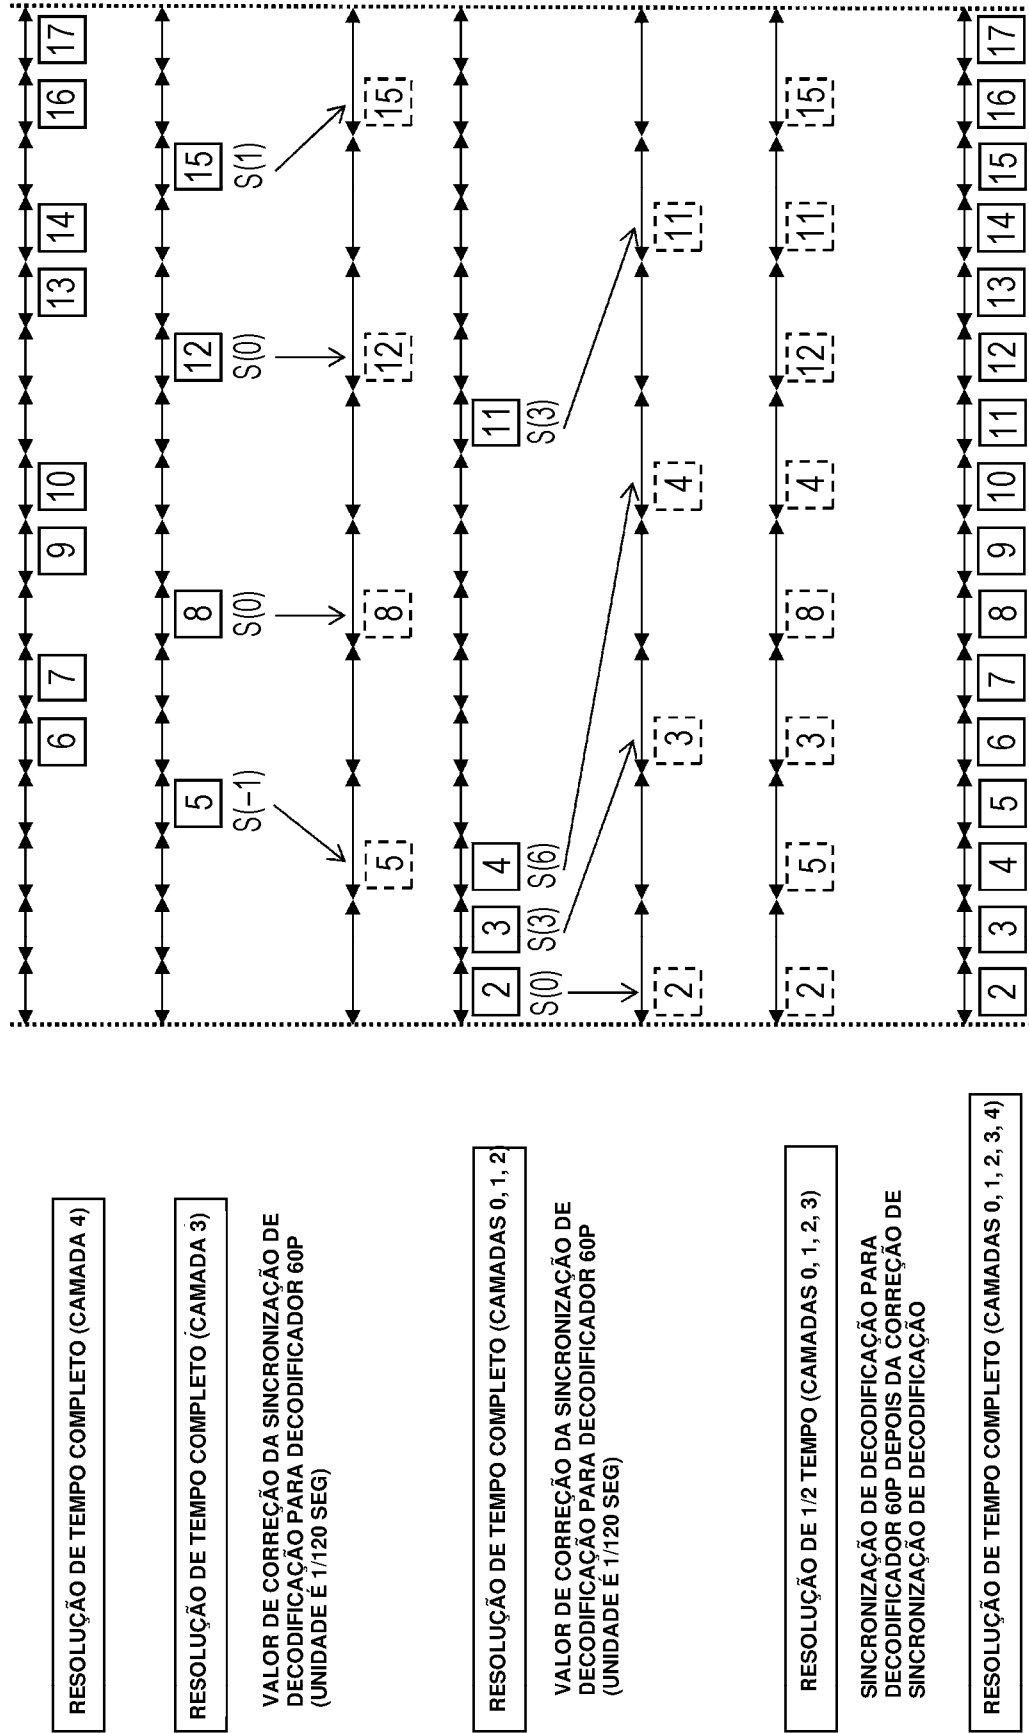 RESOLUÇÃO DE TEMPO COMPLETO (CAMADA 4)
6 7 9 10 13 14 16 17
RESOLUÇÃO DE TEMPO COMPLETO (CAMADA 3)
5 8 12 15
S(−1) S(0) S(0) S(1)
VALOR DE CORREÇÃO DA SINCRONIZAÇÃO DE
DECODIFICAÇÃO PARA DECODIFICADOR 60P
(UNIDADE É 1/120 SEG)
5 8 12 15
RESOLUÇÃO DE TEMPO COMPLETO (CAMADAS 0, 1, 2)
2 3 4 11
S(0) S(3) S(6) S(3)
VALOR DE CORREÇÃO DA SINCRONIZAÇÃO DE
DECODIFICAÇÃO PARA DECODIFICADOR 60P
(UNIDADE É 1/120 SEG)
2 3 4 11
RESOLUÇÃO DE 1/2 TEMPO (CAMADAS 0, 1, 2, 3)
2 5 3 8 4 12 11 15
SINCRONIZAÇÃO DE DECODIFICAÇÃO PARA
DECODIFICADOR 60P DEPOIS DA CORREÇÃO DE
SINCRONIZAÇÃO DE DECODIFICAÇÃO
RESOLUÇÃO DE TEMPO COMPLETO (CAMADAS 0, 1, 2, 3, 4)
2 3 4 5 6 7 8 9 10 11 12 13 14 15 16 17